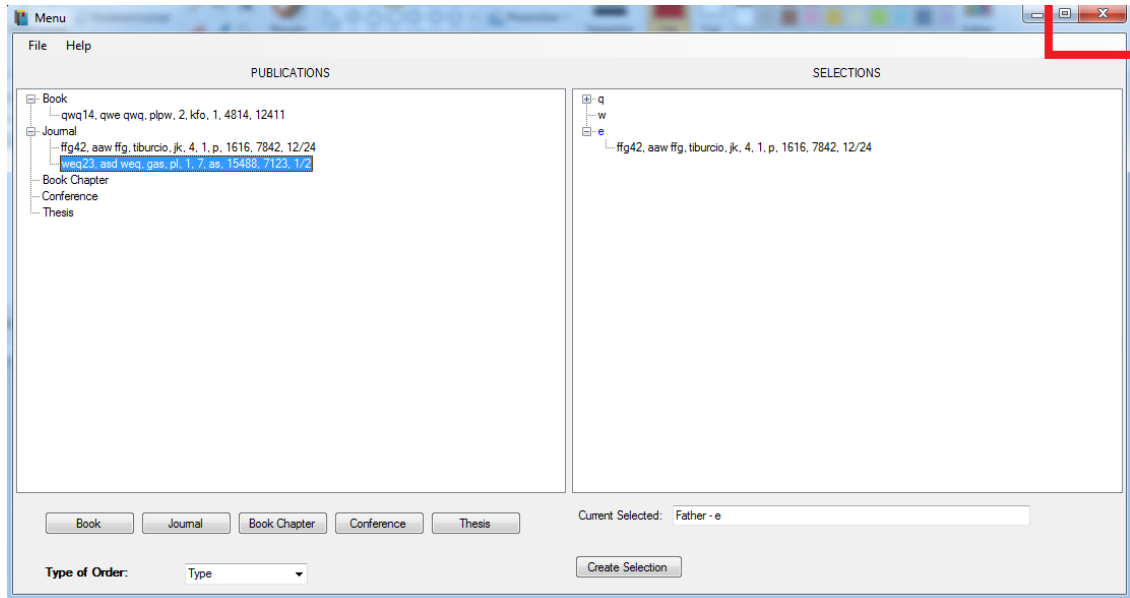 Menu
File Help
PUBLICATIONS
SELECTIONS
Book
qwq14, qwe qwq, plpw, 2, kfo, 1, 4814, 12411
Journal
ffg42, aaw ffg, tiburcio, jk, 4, 1, p, 1616, 7842, 12/24
weq23, asd weq, gas, pl, 1, 7, as, 15488, 7123, 1/2
Book Chapter
Conference
Thesis
q
w
e
ffg42, aaw ffg, tiburcio, jk, 4, 1, p, 1616, 7842, 12/24
Book Journal Book Chapter Conference Thesis
Type of Order: Type
Current Selected: Father - e
Create Selection